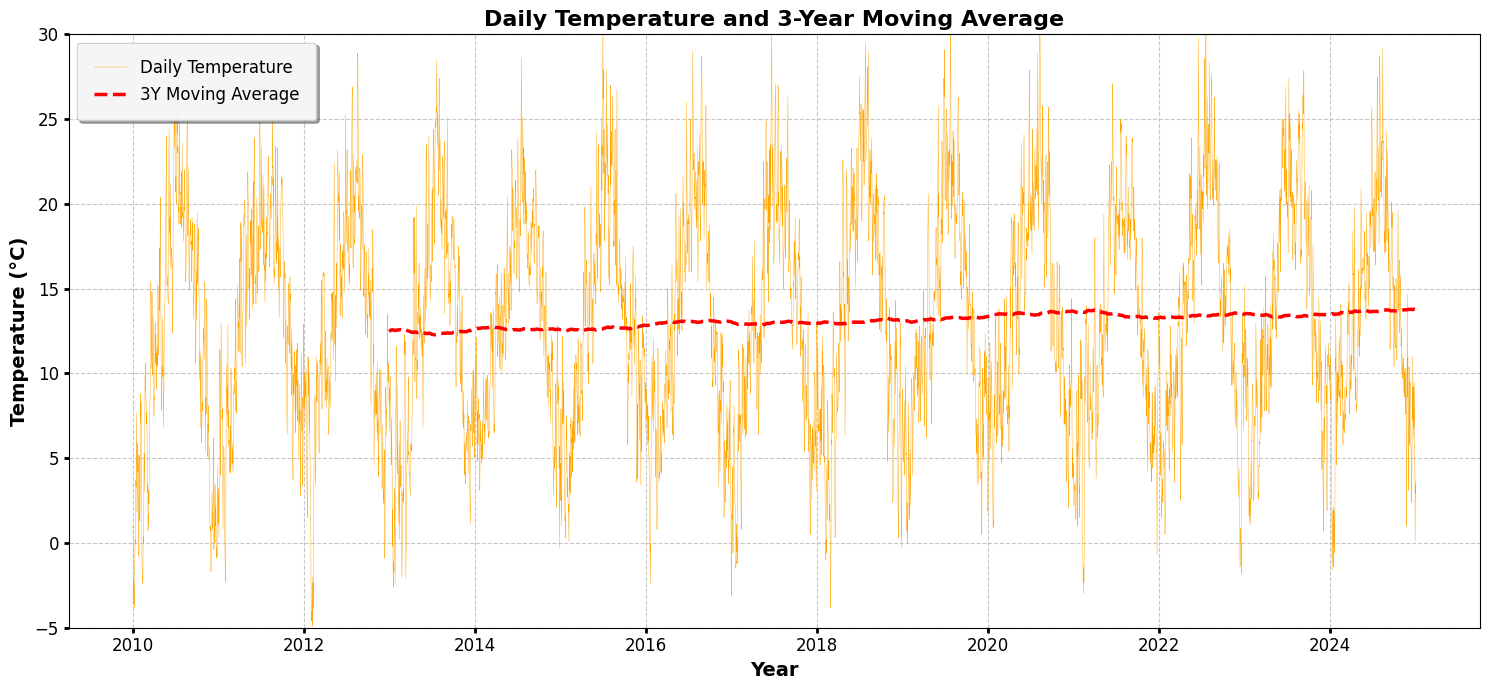 Daily Temperature and 3-Year Moving Average
Daily Temperature
3Y Moving Average
Temperature (°C)
30
25
20
15
10
5
0
−5
2010 2012 2014 2016 2018 2020 2022 2024
Year